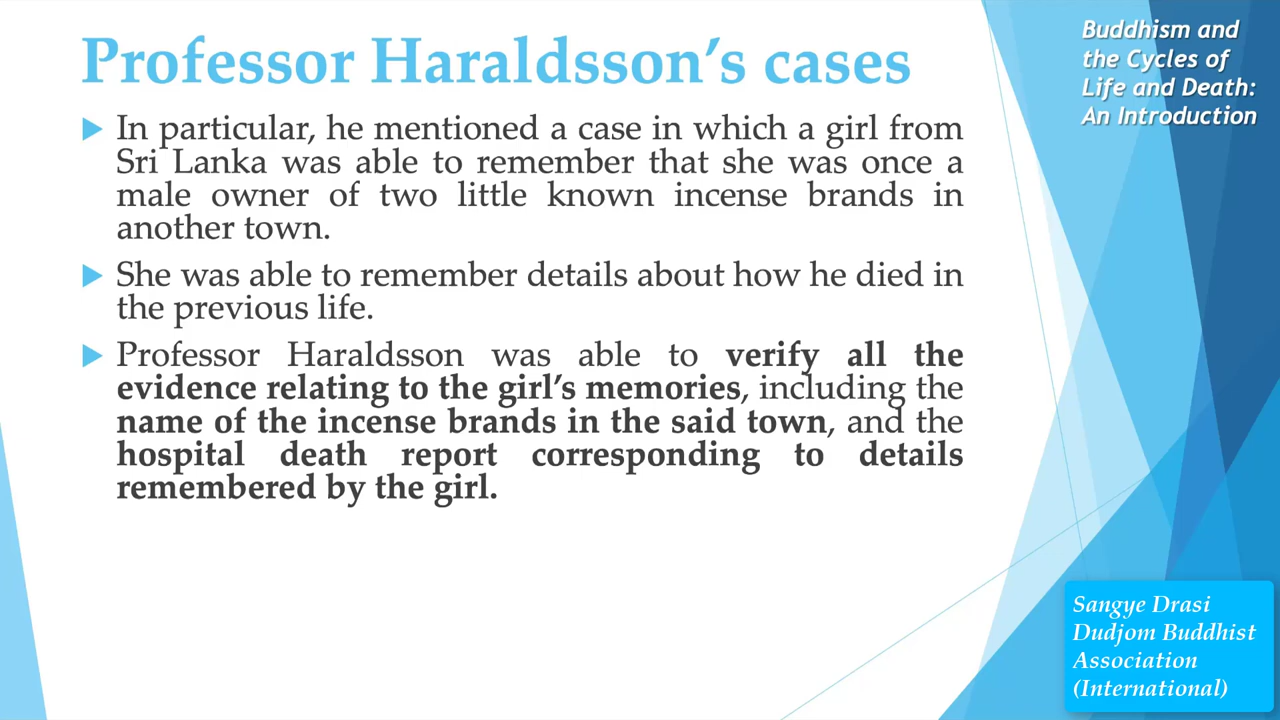 Professor Haraldsson's cases
In particular, he mentioned a case in which a girl from
Sri Lanka was able to remember that she was once a
male owner of two little known incense brands in
another town.
She was able to remember details about how he died in
the previous life.
Professor Haraldsson was able to verify all the
evidence relating to the girl's memories, including the
name of the incense brands in the said town, and the
hospital death report corresponding to details
remembered by the girl.
Buddhism and
the Cycles of
Life and Death:
An Introduction
Sangye Drasi
Dudjom Buddhist
Association
(International)